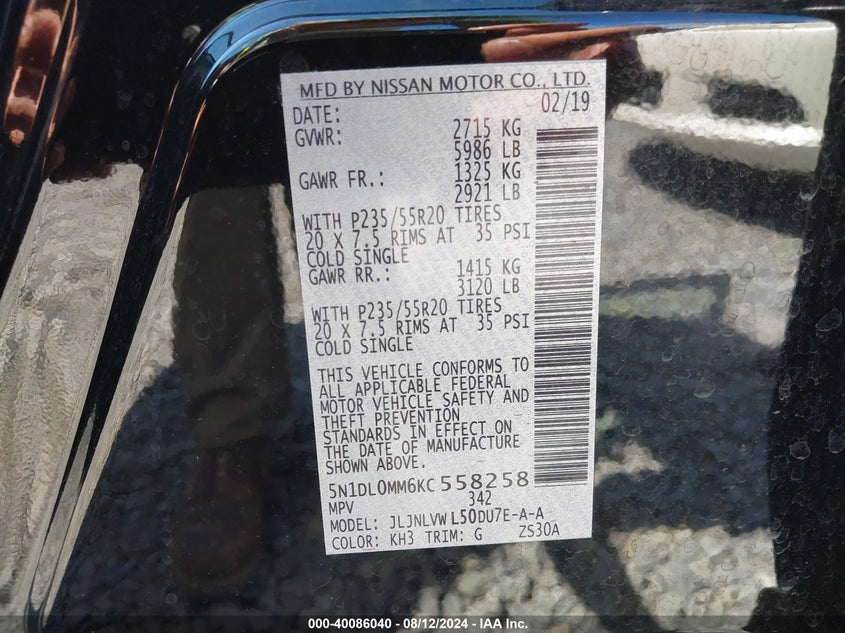 MFD BY NISSAN MOTOR CO., LTD.
DATE: 02/19
GVWR: 2715 KG
5986 LB
GAWR FR.: 1325 KG
2921 LB
WITH P235/55R20 TIRES
20 X 7.5 RIMS AT 35 PSI
COLD SINGLE
GAWR RR.: 1415 KG
3120 LB
WITH P235/55R20 TIRES
20 X 7.5 RIMS AT 35 PSI
COLD SINGLE
THIS VEHICLE CONFORMS TO
ALL APPLICABLE FEDERAL
MOTOR VEHICLE SAFETY AND
THEFT PREVENTION
STANDARDS IN EFFECT ON
THE DATE OF MANUFACTURE
SHOWN ABOVE.
5N1DL0MM6KC 558258
MPV 342
MODEL: JLJNLVW L50DU7E-A-A
COLOR: KH3 TRIM: G ZS30A
000-40086040 - 08/12/2024 - IAA Inc.